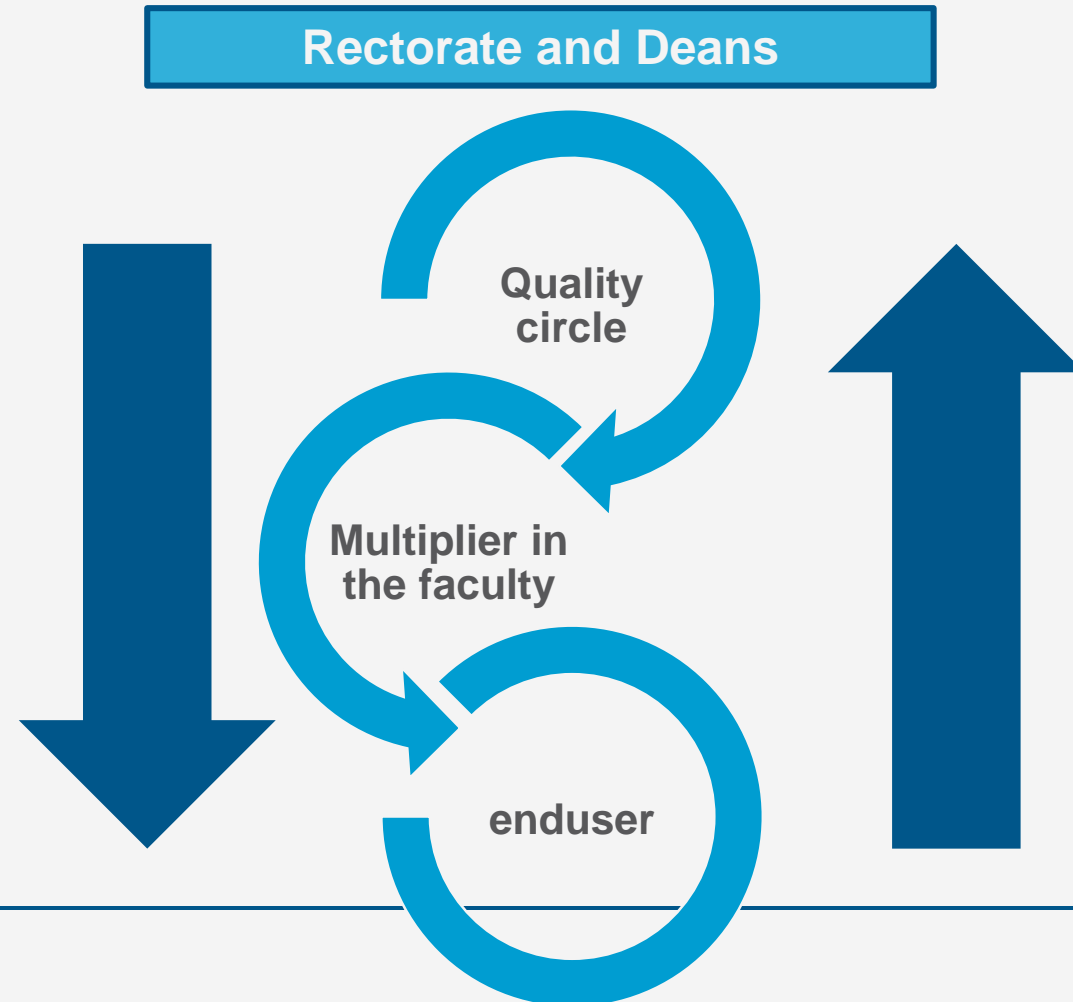 Rectorate and Deans
Quality
circle
Multiplier in
the faculty
enduser